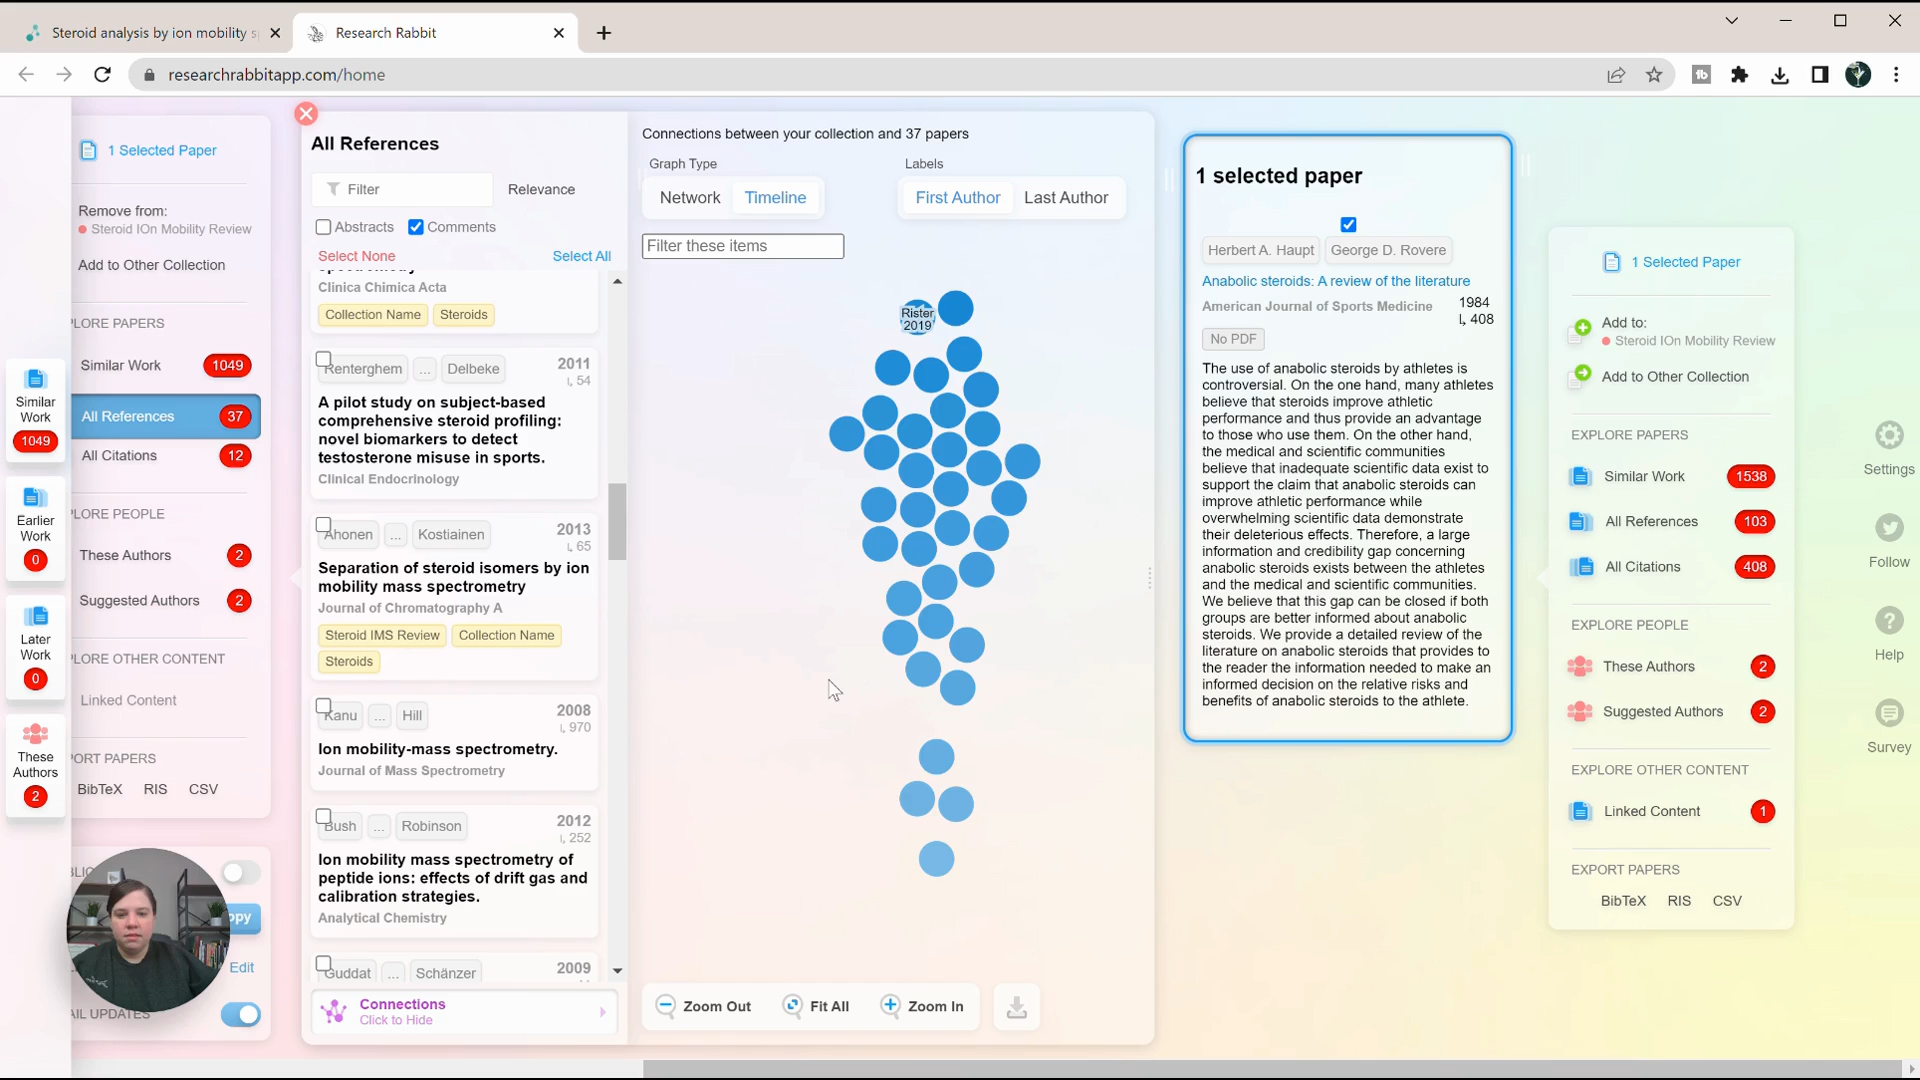 Steroid analysis by ion mobility s
Research Rabbit
researchrabbitapp.com/home
1 Selected Paper
Remove from:
Steroid IOn Mobility Review
Add to Other Collection
PLORE PAPERS
Similar Work 1049
All References 37
All Citations 12
PLORE PEOPLE
These Authors 2
Suggested Authors 2
PLORE OTHER CONTENT
Linked Content
PORT PAPERS
BibTeX RIS CSV
Edit
AIL UPDATES
Similar
Work
1049
Earlier
Work
0
Later
Work
0
These
Authors
2
All References
Filter
Relevance
Abstracts
Comments
Select None
Select All
Clinica Chimica Acta
Collection Name Steroids
Renterghem ... Delbeke 2011
54
A pilot study on subject-based
comprehensive steroid profiling:
novel biomarkers to detect
testosterone misuse in sports.
Clinical Endocrinology
Ahonen ... Kostiainen 2013
65
Separation of steroid isomers by ion
mobility mass spectrometry
Journal of Chromatography A
Steroid IMS Review Collection Name
Steroids
Kanu ... Hill 2008
970
Ion mobility-mass spectrometry.
Journal of Mass Spectrometry
Bush ... Robinson 2012
252
Ion mobility mass spectrometry of
peptide ions: effects of drift gas and
calibration strategies.
Analytical Chemistry
Guddat ... Schänzer 2009
Connections
Click to Hide
Connections between your collection and 37 papers
Graph Type
Network Timeline
Labels
First Author Last Author
Filter these items
Rister
2019
Zoom Out
Fit All
Zoom In
1 selected paper
Herbert A. Haupt George D. Rovere
Anabolic steroids: A review of the literature
American Journal of Sports Medicine 1984
408
No PDF
The use of anabolic steroids by athletes is
controversial. On the one hand, many athletes
believe that steroids improve athletic
performance and thus provide an advantage
to those who use them. On the other hand,
the medical and scientific communities
believe that inadequate scientific data exist to
support the claim that anabolic steroids can
improve athletic performance while
overwhelming scientific data demonstrate
their deleterious effects. Therefore, a large
information and credibility gap concerning
anabolic steroids exists between the athletes
and the medical and scientific communities.
We believe that this gap can be closed if both
groups are better informed about anabolic
steroids. We provide a detailed review of the
literature on anabolic steroids that provides to
the reader the information needed to make an
informed decision on the relative risks and
benefits of anabolic steroids to the athlete.
1 Selected Paper
Add to:
Steroid IOn Mobility Review
Add to Other Collection
EXPLORE PAPERS
Similar Work 1538
All References 103
All Citations 408
EXPLORE PEOPLE
These Authors 2
Suggested Authors 2
EXPLORE OTHER CONTENT
Linked Content 1
EXPORT PAPERS
BibTeX RIS CSV
Settings
Follow
Help
Survey